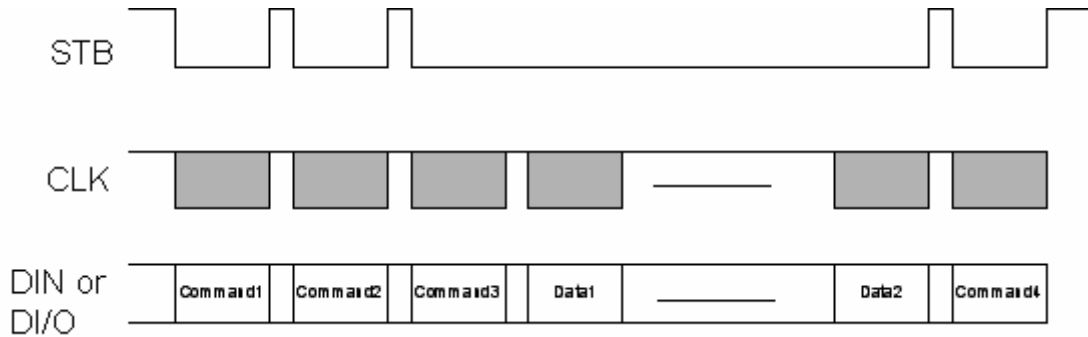 STB
CLK
DIN or
DI/O
Command1 Command2 Command3 Data1 Data2 Command4